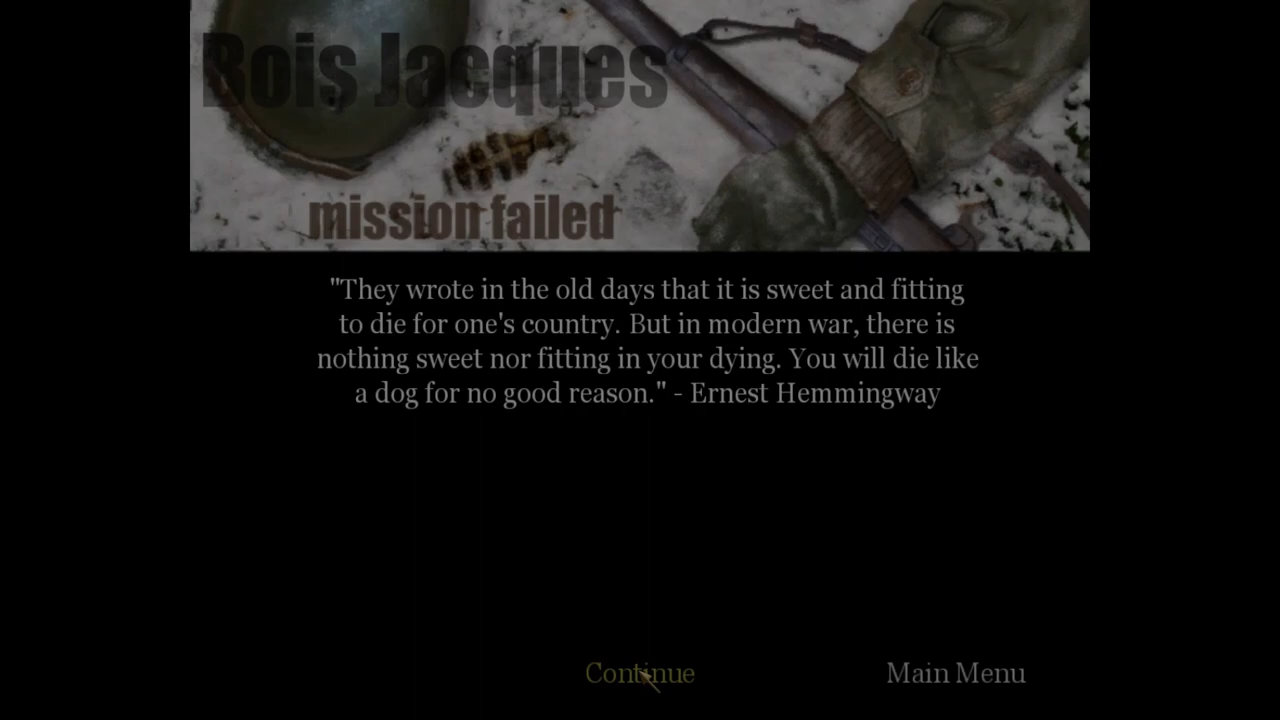 Bois Jacques
mission failed
"They wrote in the old days that it is sweet and fitting
to die for one's country. But in modern war, there is
nothing sweet nor fitting in your dying. You will die like
a dog for no good reason." - Ernest Hemmingway
Continue
Main Menu